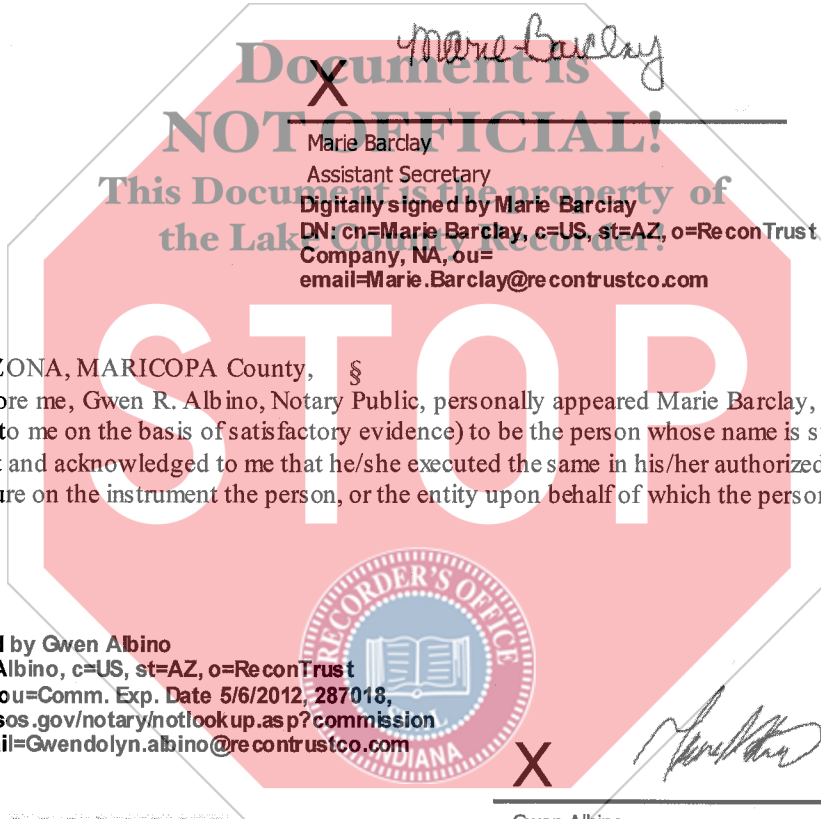 Marie Barclay
Document is
X
NOT OFFICIAL!
Marie Barclay
Assistant Secretary
This Document is the property of
Digitally signed by Marie Barclay
DN: cn=Marie Barclay, c=US, st=AZ, o=ReconTrust
the Lake County Recorder!
Company, NA, ou=
email=Marie.Barclay@recontrustco.com
STOP
ZONA, MARICOPA County, §
ore me, Gwen R. Albino, Notary Public, personally appeared Marie Barclay,
to me on the basis of satisfactory evidence) to be the person whose name is s
t and acknowledged to me that he/she executed the same in his/her authorized
ure on the instrument the person, or the entity upon behalf of which the person
RECORDER'S OFFICE
by Gwen Albino
Albino, c=US, st=AZ, o=ReconTrust
ou=Comm. Exp. Date 5/6/2012, 287018,
sos.gov/notary/notlookup.asp?commission
il=Gwendolyn.albino@recontrustco.com
SEAL
INDIANA
X
Gwen Albino